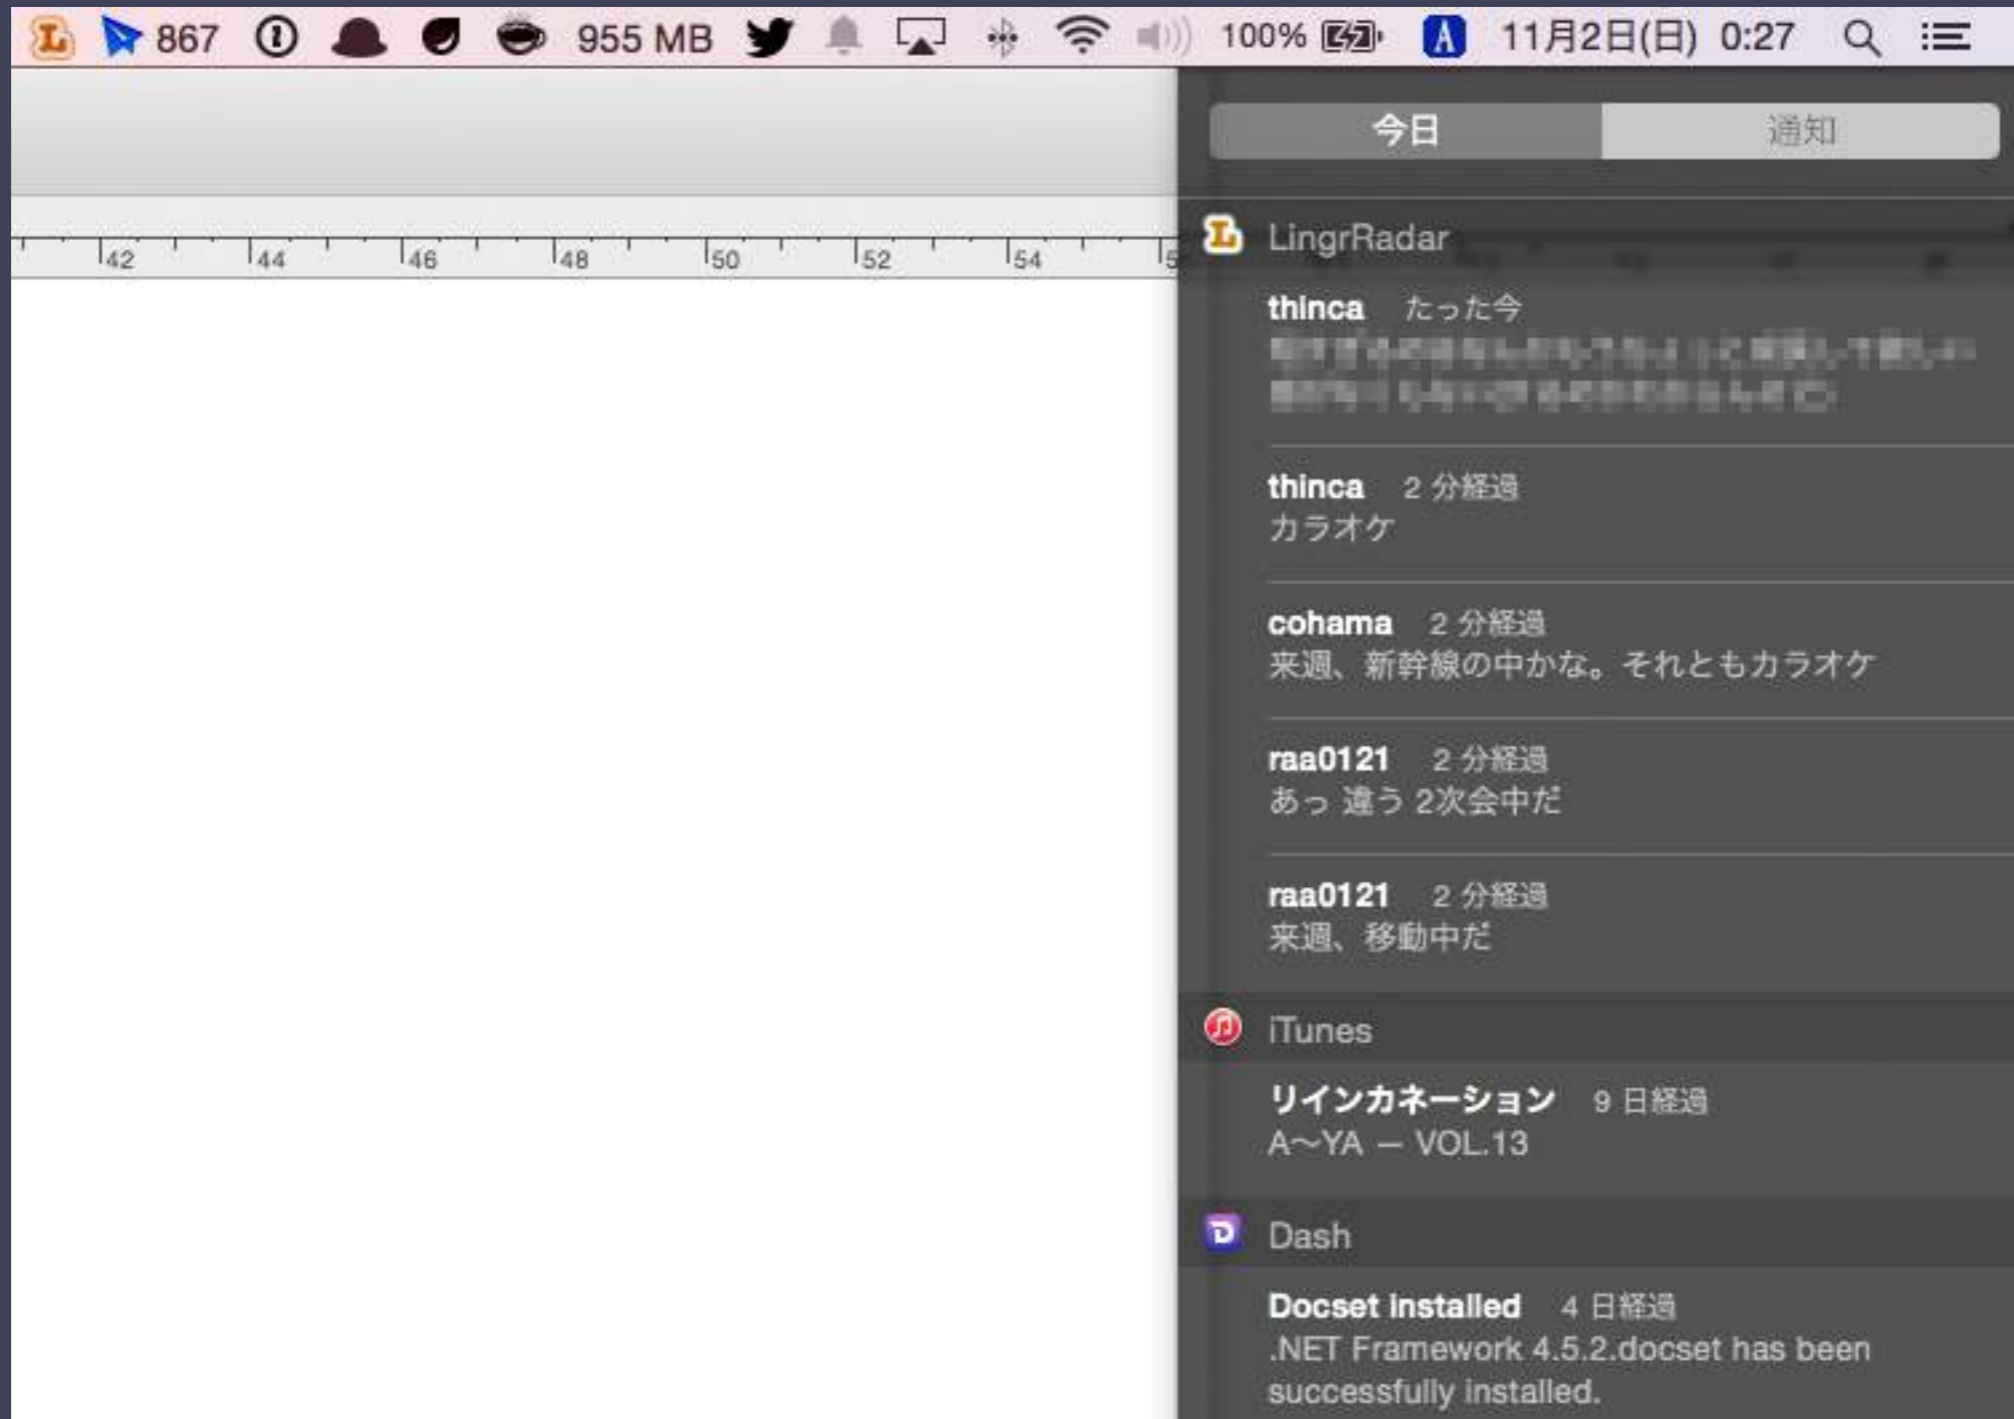 867 955 MB 100% A 11月2日(日) 0:27
今日 通知
42 44 46 48 50 52 54
LingrRadar
thinca たった今
thinca 2 分経過
カラオケ
cohama 2 分経過
来週、新幹線の中かな。それともカラオケ
raa0121 2 分経過
あっ 違う 2次会中だ
raa0121 2 分経過
来週、移動中だ
iTunes
リインカネーション 9 日経過
A〜YA — VOL.13
Dash
Docset installed 4 日経過
.NET Framework 4.5.2.docset has been
successfully installed.